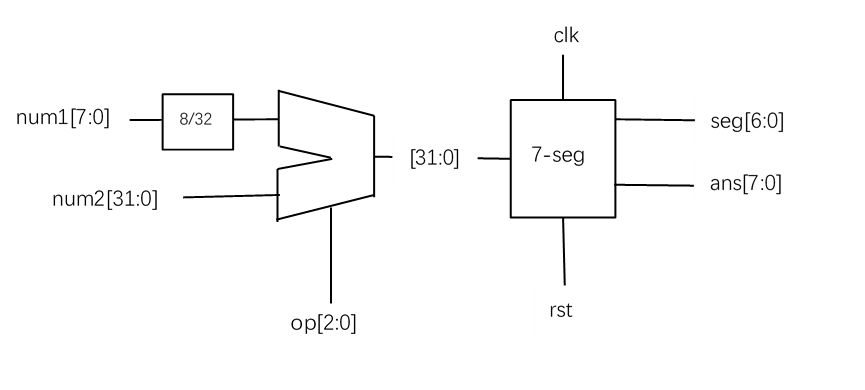 clk
num1[7:0]
8/32
seg[6:0]
[31:0]
7-seg
ans[7:0]
num2[31:0]
rst
op[2:0]